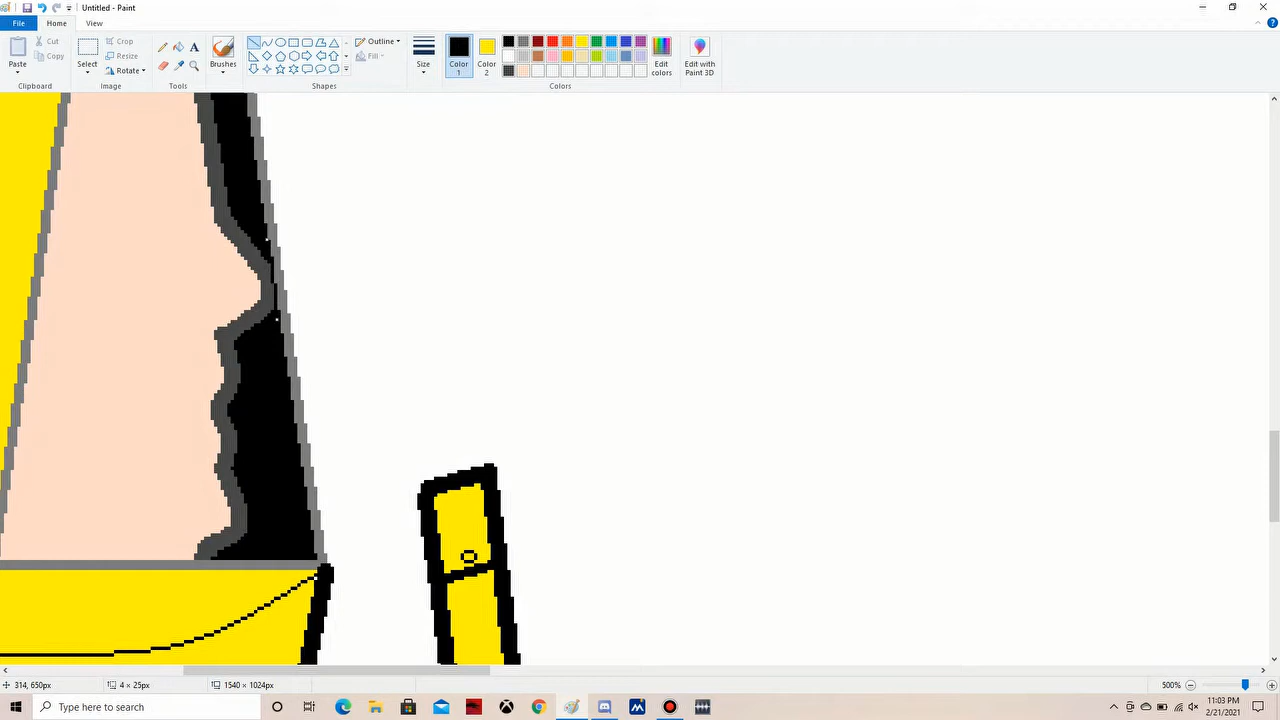 Untitled - Paint
File
Home
View
Paste
Cut
Copy
Clipboard
Select
Crop
Resize
Rotate
Image
A
Tools
Brushes
Outline
Fill
Shapes
Size
Color 1
Color 2
Edit colors
Colors
Edit with Paint 3D
314, 650px
4 × 25px
1540 × 1024px
Type here to search
11:03 PM
2/21/2021